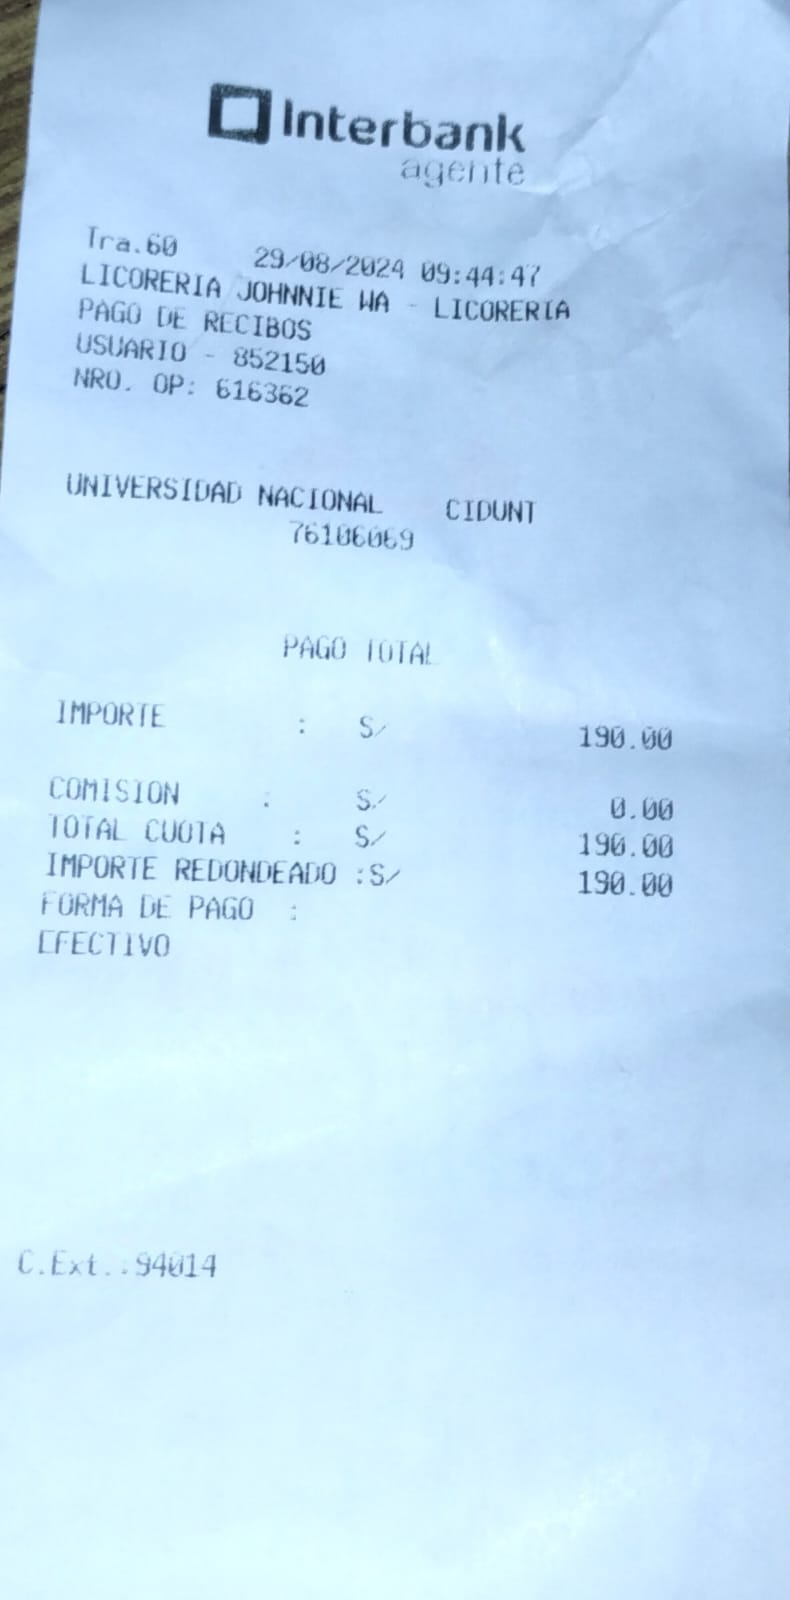 Interbank
agente
Tra.60 29/08/2024 09:44:47
LICORERIA JOHNNIE WA - LICORERIA
PAGO DE RECIBOS
USUARIO - 852150
NRO. OP: 616362
UNIVERSIDAD NACIONAL CIDUNT
76106069
PAGO TOTAL
IMPORTE : S/ 190.00
COMISION : S/ 0.00
TOTAL CUOTA : S/ 190.00
IMPORTE REDONDEADO :S/ 190.00
FORMA DE PAGO :
EFECTIVO
C.Ext.:94014